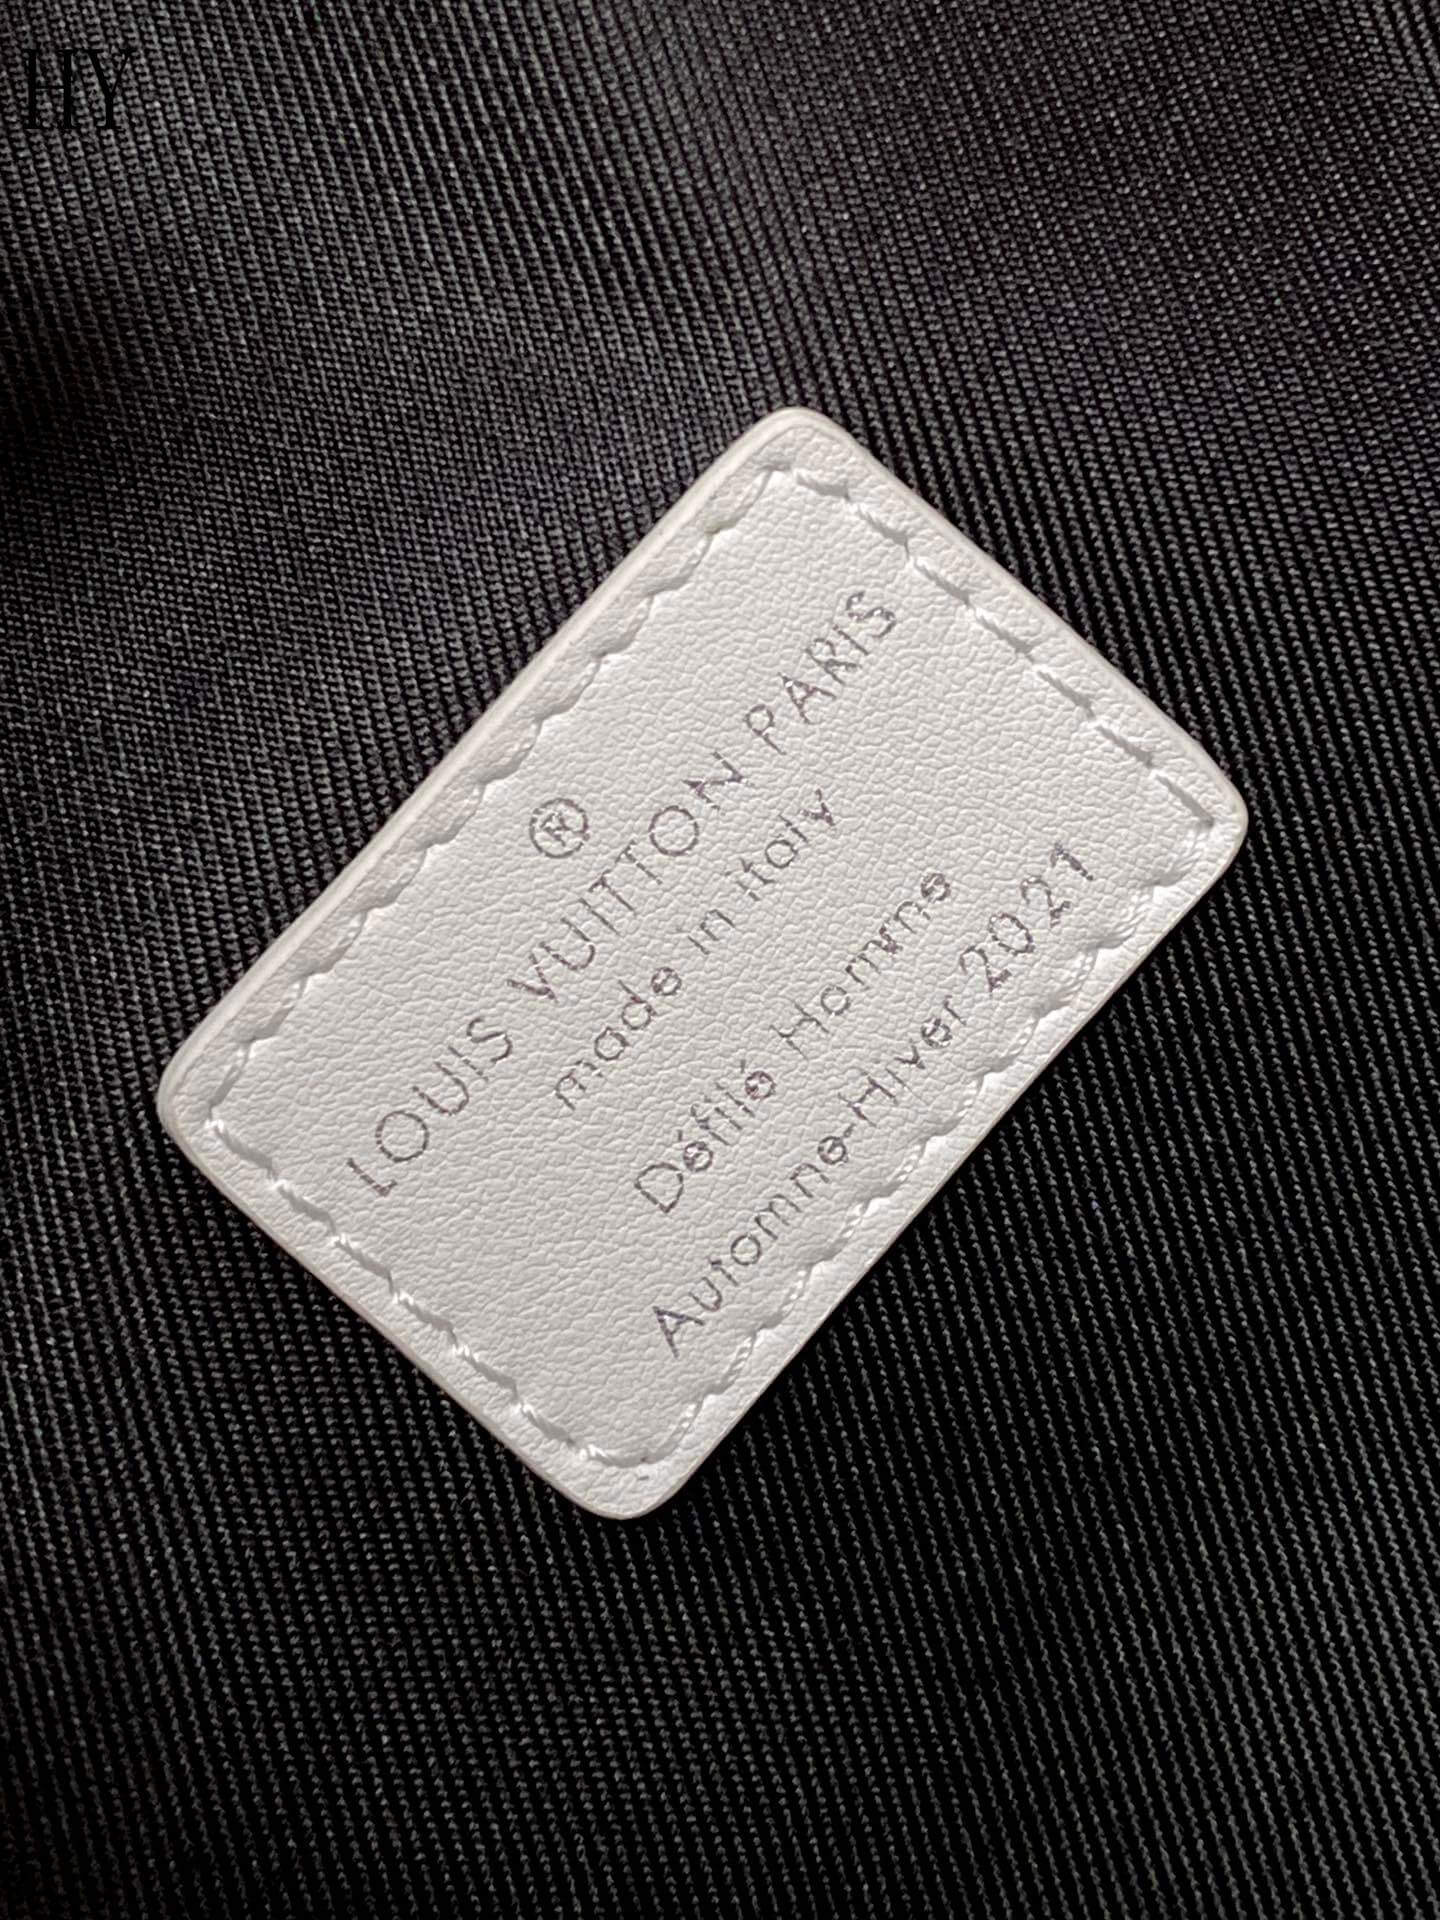 HY
®
LOUIS VUITTON PARIS
made in italy
Défilé Homme
Automne-Hiver 2021